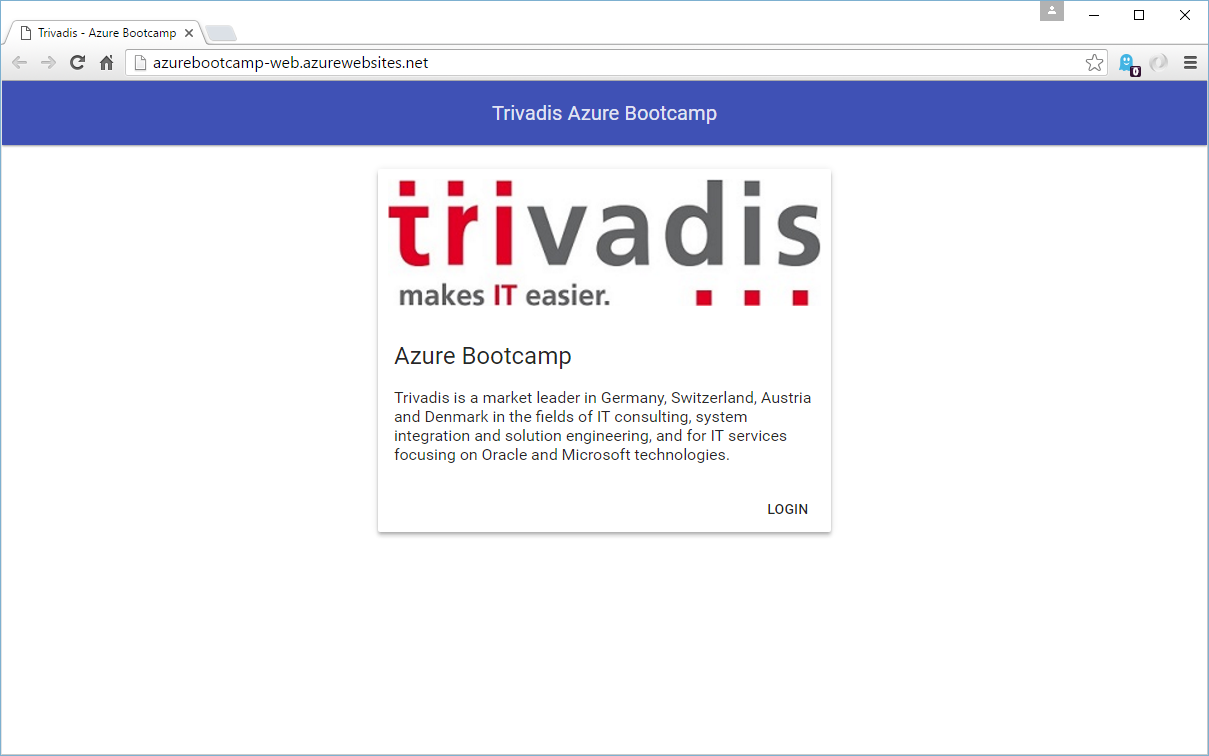 Trivadis - Azure Bootcamp
azurebootcamp-web.azurewebsites.net
0
Trivadis Azure Bootcamp
trivadis
makes IT easier.
Azure Bootcamp
Trivadis is a market leader in Germany, Switzerland, Austria
and Denmark in the fields of IT consulting, system
integration and solution engineering, and for IT services
focusing on Oracle and Microsoft technologies.
LOGIN